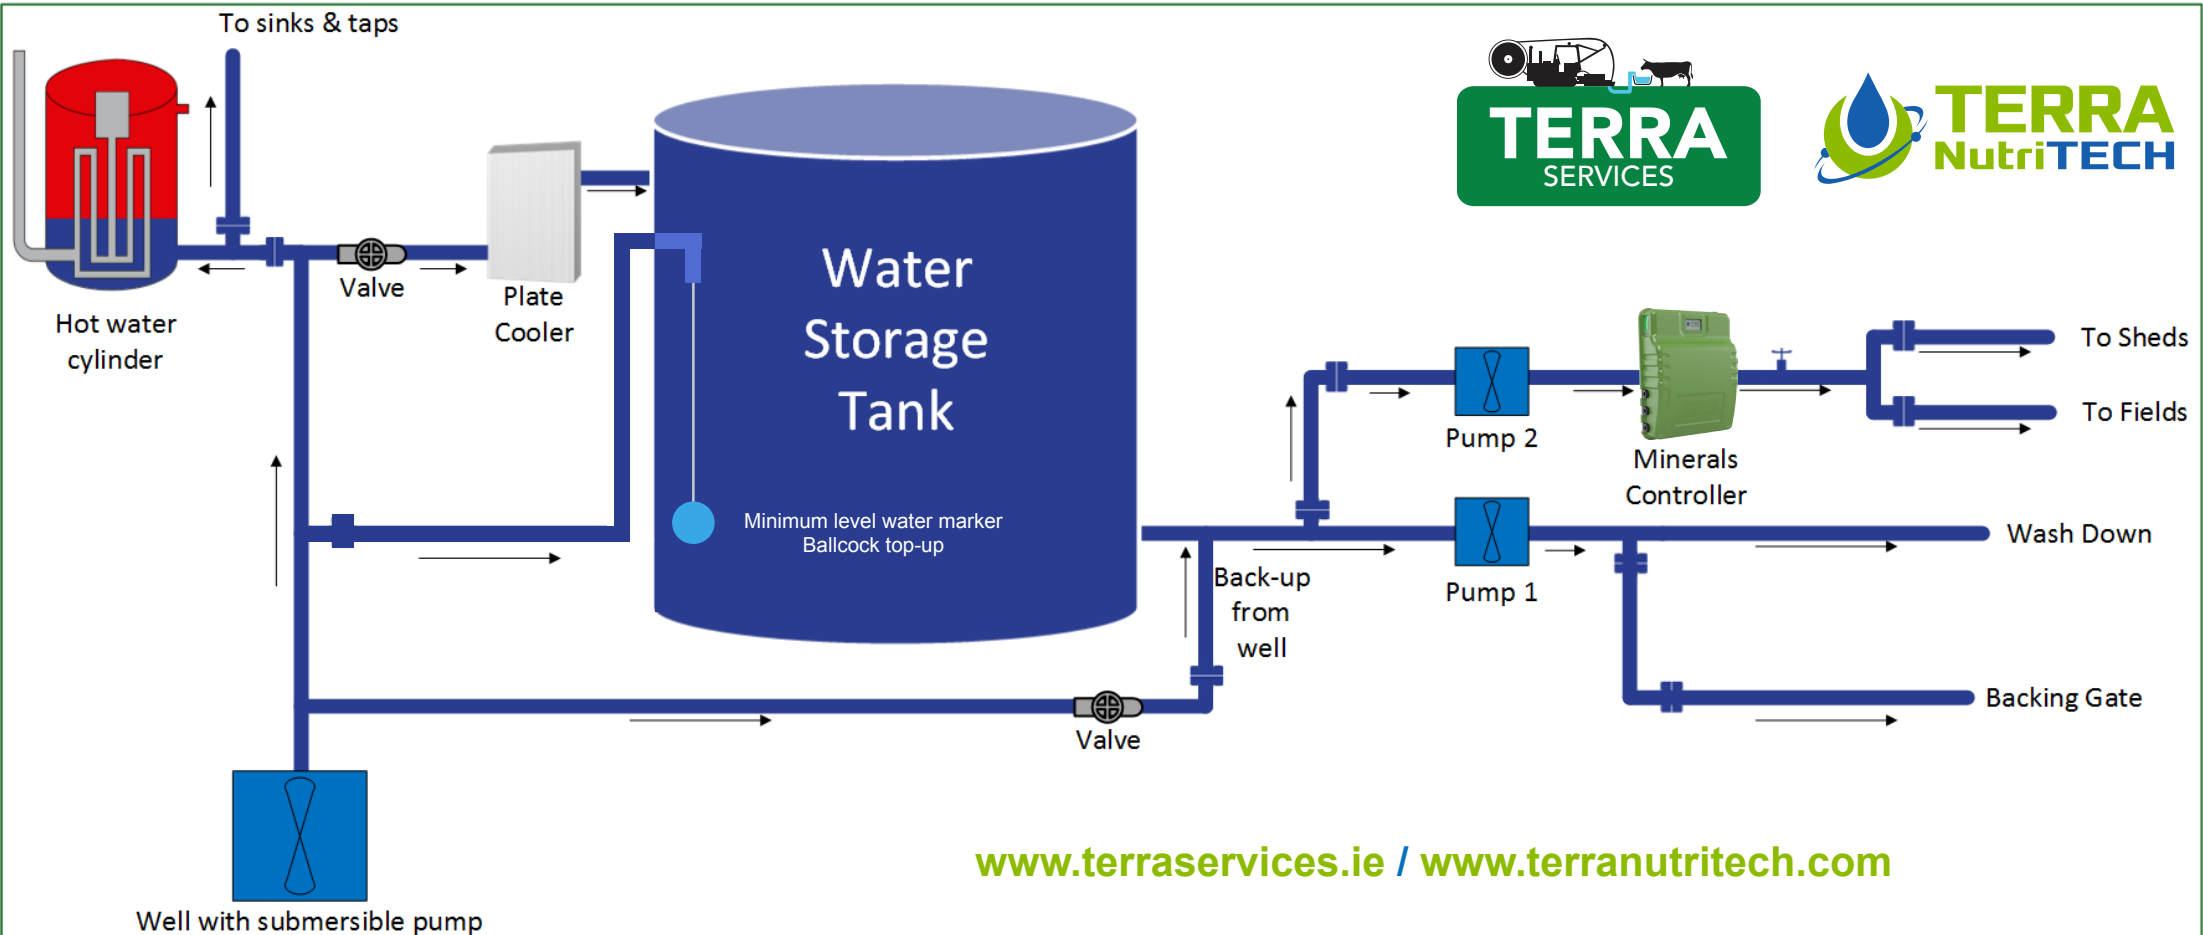 To sinks & taps
TERRA
SERVICES
TERRA
NutriTECH
Valve
Plate
Cooler
Hot water
cylinder
Water
Storage
Tank
Minimum level water marker
Ballcock top-up
To Sheds
To Fields
Pump 2
Minerals
Controller
Wash Down
Back-up
from
well
Pump 1
Backing Gate
Valve
www.terraservices.ie / www.terranutritech.com
Well with submersible pump